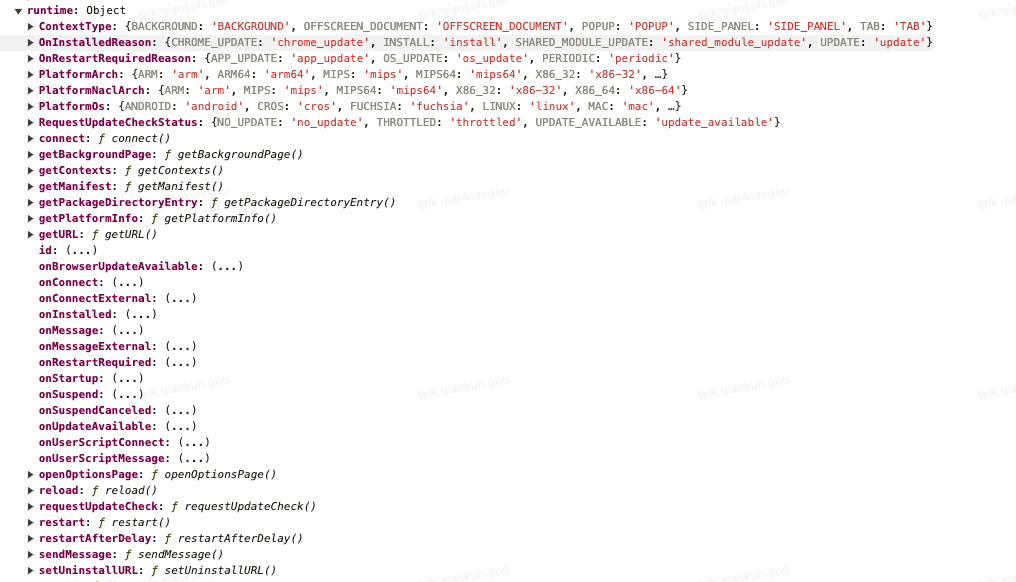 runtime: Object
ContextType: {BACKGROUND: 'BACKGROUND', OFFSCREEN_DOCUMENT: 'OFFSCREEN_DOCUMENT', POPUP: 'POPUP', SIDE_PANEL: 'SIDE_PANEL', TAB: 'TAB'}
OnInstalledReason: {CHROME_UPDATE: 'chrome_update', INSTALL: 'install', SHARED_MODULE_UPDATE: 'shared_module_update', UPDATE: 'update'}
OnRestartRequiredReason: {APP_UPDATE: 'app_update', OS_UPDATE: 'os_update', PERIODIC: 'periodic'}
PlatformArch: {ARM: 'arm', ARM64: 'arm64', MIPS: 'mips', MIPS64: 'mips64', X86_32: 'x86-32', …}
PlatformNaclArch: {ARM: 'arm', MIPS: 'mips', MIPS64: 'mips64', X86_32: 'x86-32', X86_64: 'x86-64'}
PlatformOs: {ANDROID: 'android', CROS: 'cros', FUCHSIA: 'fuchsia', LINUX: 'linux', MAC: 'mac', …}
RequestUpdateCheckStatus: {NO_UPDATE: 'no_update', THROTTLED: 'throttled', UPDATE_AVAILABLE: 'update_available'}
connect: ƒ connect()
getBackgroundPage: ƒ getBackgroundPage()
getContexts: ƒ getContexts()
getManifest: ƒ getManifest()
getPackageDirectoryEntry: ƒ getPackageDirectoryEntry()
getPlatformInfo: ƒ getPlatformInfo()
getURL: ƒ getURL()
id: (...)
onBrowserUpdateAvailable: (...)
onConnect: (...)
onConnectExternal: (...)
onInstalled: (...)
onMessage: (...)
onMessageExternal: (...)
onRestartRequired: (...)
onStartup: (...)
onSuspend: (...)
onSuspendCanceled: (...)
onUpdateAvailable: (...)
onUserScriptConnect: (...)
onUserScriptMessage: (...)
openOptionsPage: ƒ openOptionsPage()
reload: ƒ reload()
requestUpdateCheck: ƒ requestUpdateCheck()
restart: ƒ restart()
restartAfterDelay: ƒ restartAfterDelay()
sendMessage: ƒ sendMessage()
setUninstallURL: ƒ setUninstallURL()